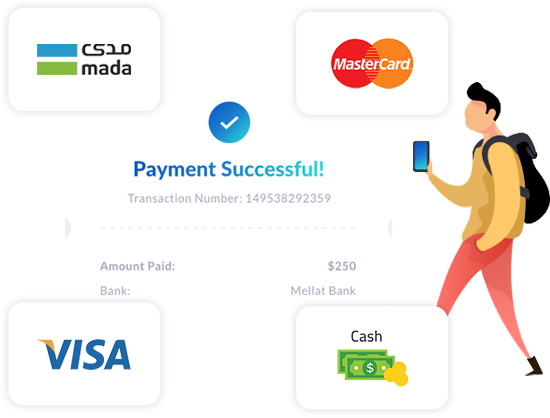 مدى
mada
MasterCard
Payment Successful!
Transaction Number: 149538292359
Amount Paid: $250
Bank: Mellat Bank
VISA
Cash
$